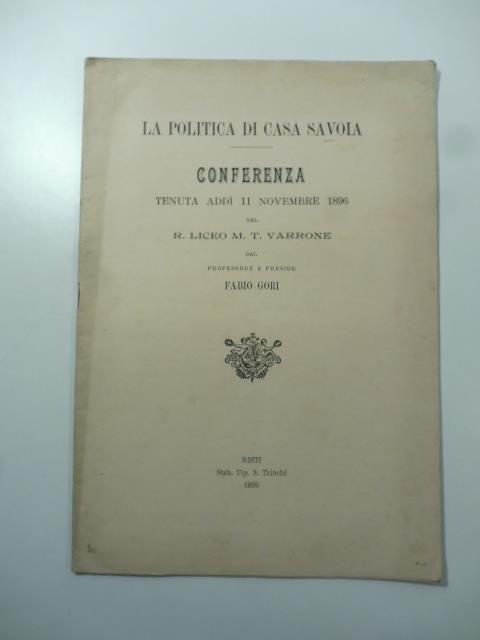 LA POLITICA DI CASA SAVOIA
CONFERENZA
TENUTA ADDÌ 11 NOVEMBRE 1896
NEL
R. LICEO M. T. VARRONE
DAL
PROFESSORE E PRESIDE
FABIO GORI
RIETI
Stab. Tip. S. Trinchi
1896